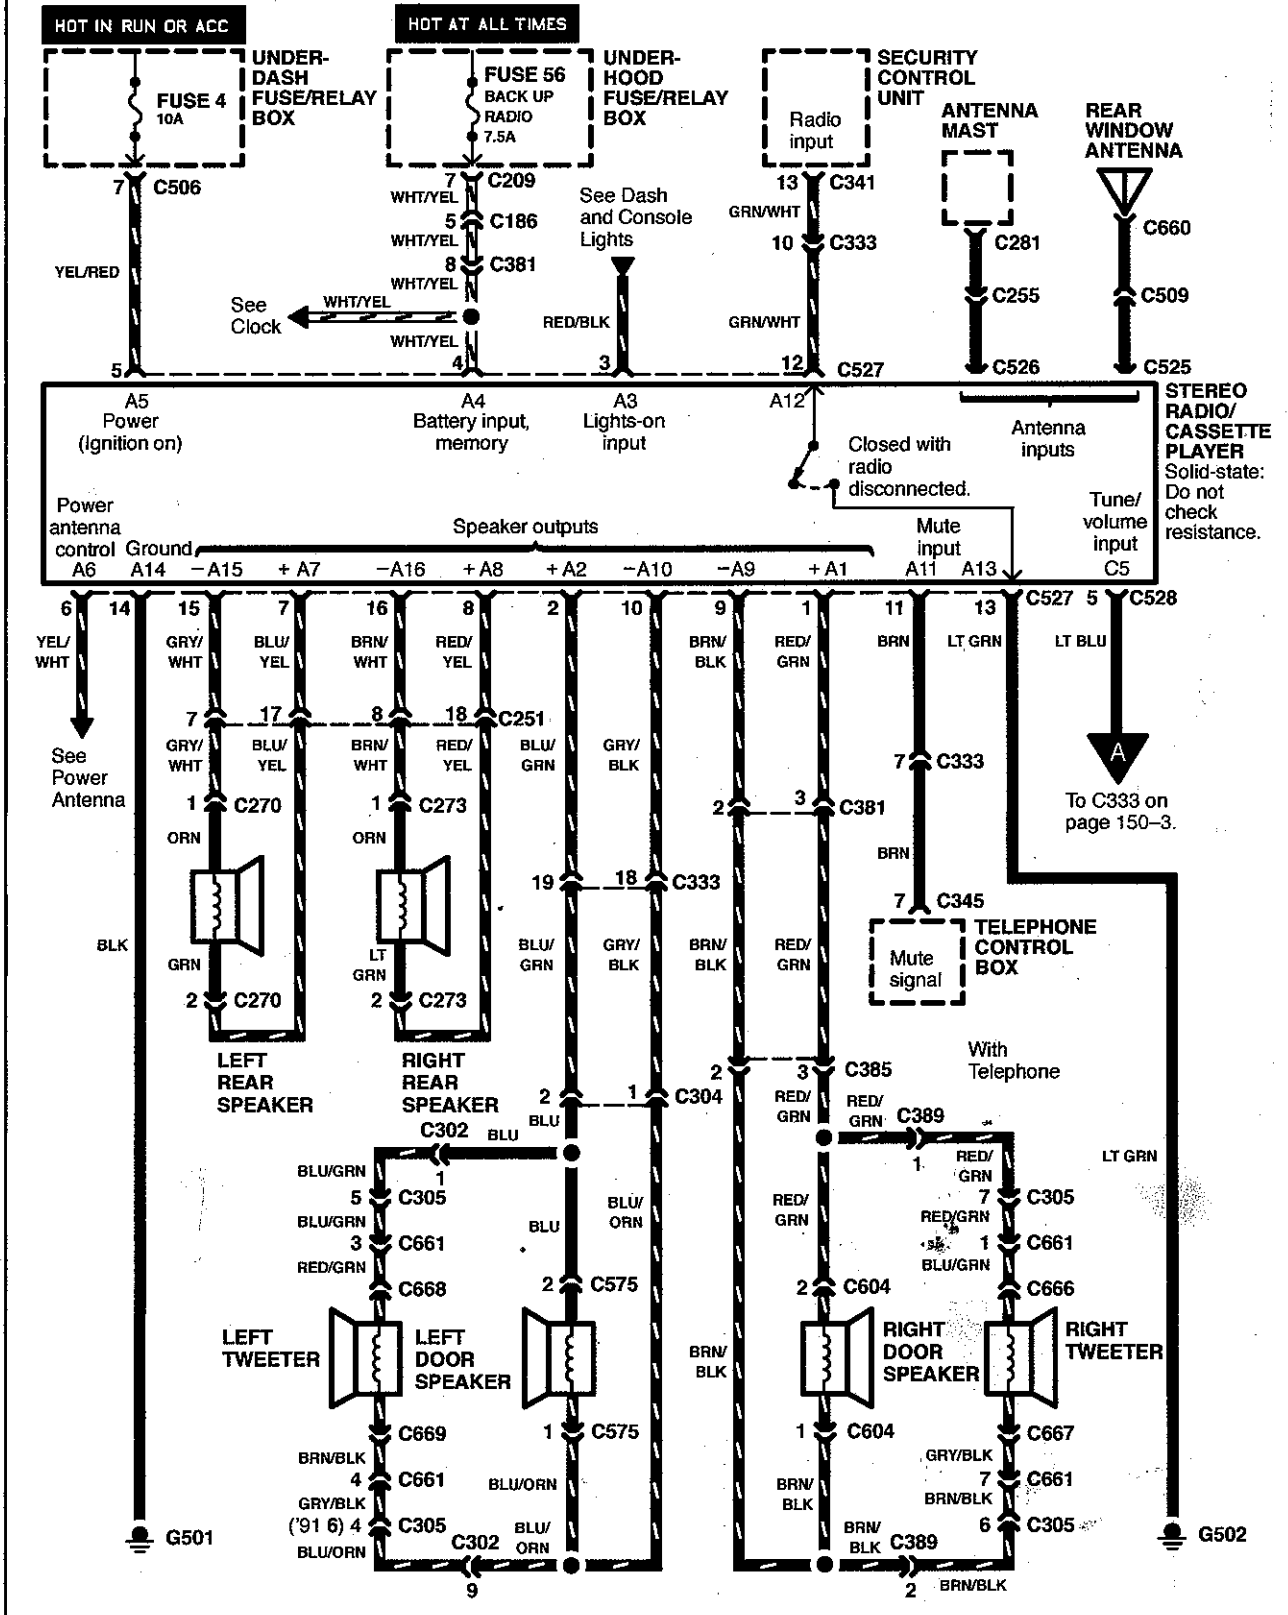 HOT IN RUN OR ACC
HOT AT ALL TIMES
UNDER-
DASH
FUSE/RELAY
BOX
FUSE 4
10A
FUSE 56
BACK UP
RADIO
7.5A
UNDER-
HOOD
FUSE/RELAY
BOX
Radio
input
SECURITY
CONTROL
UNIT
ANTENNA
MAST
REAR
WINDOW
ANTENNA
7 C506
7 C209
WHT/YEL
5 C186
WHT/YEL
8 C381
WHT/YEL
See Dash
and Console
Lights
13 C341
GRN/WHT
10 C333
C281
C660
C255
C509
YEL/RED
See
Clock
WHT/YEL
WHT/YEL
RED/BLK
GRN/WHT
5
4
3
12 C527
C526
C525
A5
Power
(Ignition on)
A4
Battery input,
memory
A3
Lights-on
input
A12
Closed with
radio
disconnected.
Antenna
inputs
STEREO
RADIO/
CASSETTE
PLAYER
Solid-state:
Do not
check
resistance.
Power
antenna
control
Ground
Speaker outputs
Mute
input
Tune/
volume
input
A6 A14 −A15 + A7 −A16 + A8 + A2 −A10 −A9 + A1 A11 A13 C5
6 14 15 7 16 8 2 10 9 1 11 13 C527 5 C528
YEL/
WHT
GRY/
WHT
BLU/
YEL
BRN/
WHT
RED/
YEL
BRN/
BLK
RED/
GRN
BRN
LT GRN
LT BLU
7 17 8 18 C251
See
Power
Antenna
GRY/
WHT
BLU/
YEL
BRN/
WHT
RED/
YEL
BLU/
GRN
GRY/
BLK
7 C333
A
To C333 on
page 150–3.
1 C270
1 C273
2 3 C381
ORN
BRN
19 18 C333
7 C345
Mute
signal
TELEPHONE
CONTROL
BOX
BLK
GRN
LT
GRN
BLU/
GRN
GRY/
BLK
BRN/
BLK
RED/
GRN
2 C270
2 C273
LEFT
REAR
SPEAKER
RIGHT
REAR
SPEAKER
With
Telephone
2 3 C385
2 1 C304
BLU
RED/
GRN
RED/
GRN
C389
1
C302
1
BLU
BLU/GRN
5 C305
BLU/GRN
3 C661
RED/GRN
C668
BLU
BLU/
ORN
RED/
GRN
RED/
GRN
7 C305
RED/GRN
1 C661
BLU/GRN
C666
LT GRN
2 C575
2 C604
LEFT
TWEETER
LEFT
DOOR
SPEAKER
BRN/
BLK
RIGHT
DOOR
SPEAKER
RIGHT
TWEETER
C669
BRN/BLK
4 C661
GRY/BLK
('91 6) 4 C305
BLU/ORN
1 C575
BLU/ORN
BLU/
ORN
C302
9
1 C604
BRN/
BLK
BRN/
BLK
C389
2
C667
GRY/BLK
7 C661
BRN/BLK
6 C305
BRN/BLK
G501
G502